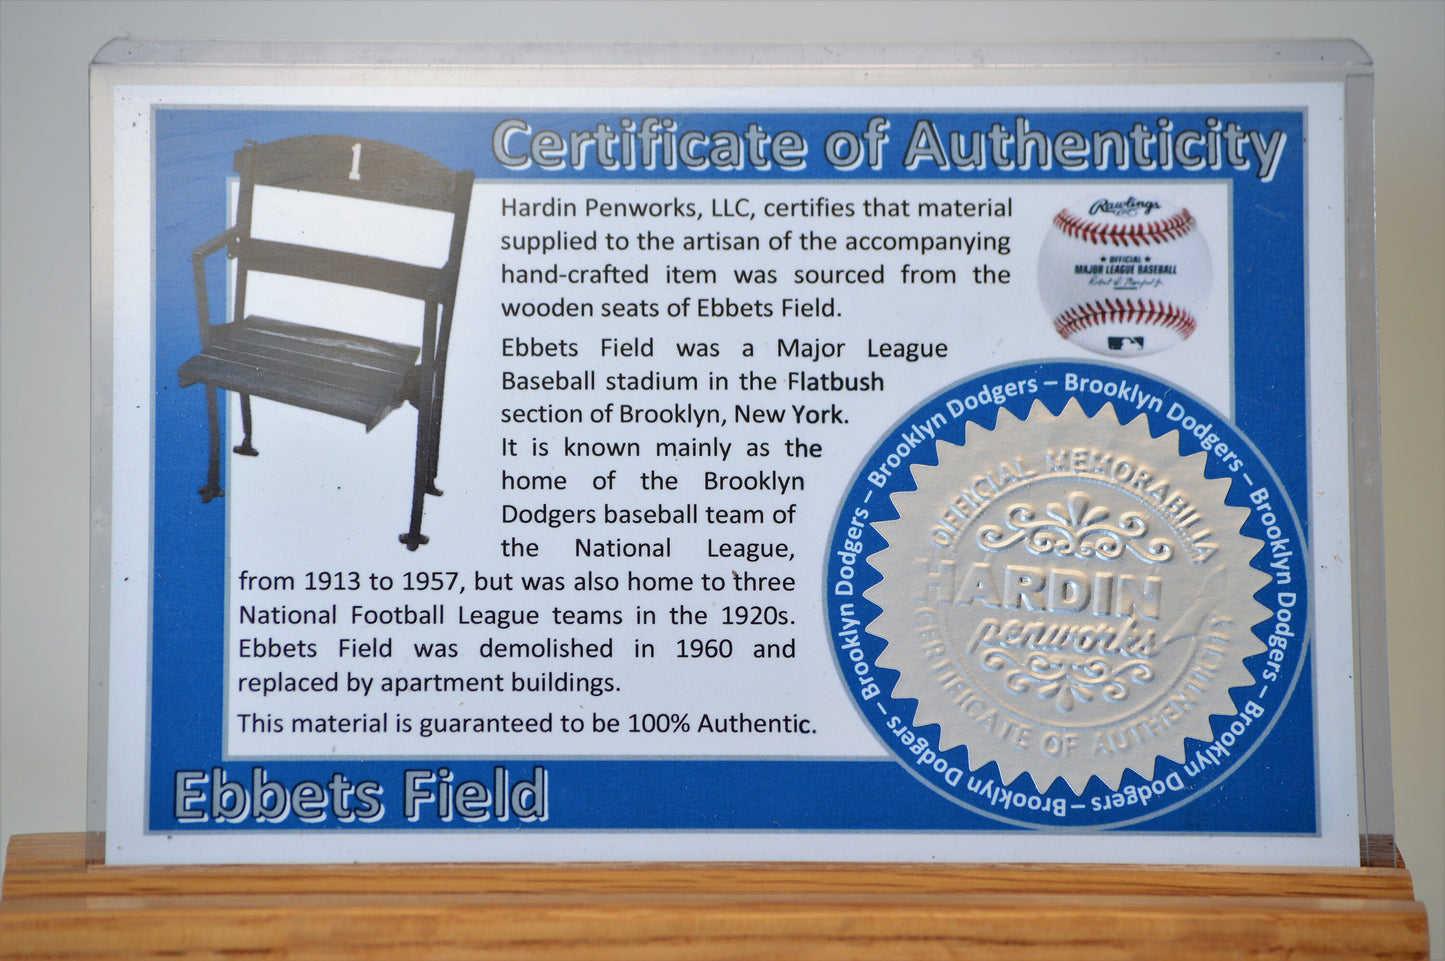 Certificate of Authenticity
1
Hardin Penworks, LLC, certifies that material
supplied to the artisan of the accompanying
hand-crafted item was sourced from the
wooden seats of Ebbets Field.
Ebbets Field was a Major League
Baseball stadium in the Flatbush
section of Brooklyn, New York.
It is known mainly as the
home of the Brooklyn
Dodgers baseball team of
the National League,
from 1913 to 1957, but was also home to three
National Football League teams in the 1920s.
Ebbets Field was demolished in 1960 and
replaced by apartment buildings.
This material is guaranteed to be 100% Authentic.
Rawlings
OFFICIAL
MAJOR LEAGUE BASEBALL
Brooklyn Dodgers – Brooklyn Dodgers – Brooklyn Dodgers – Brooklyn Dodgers – Brooklyn Dodgers – Brooklyn Dodgers –
OFFICIAL MEMORABILIA
HARDIN
penworks
CERTIFICATE OF AUTHENTICITY
Ebbets Field